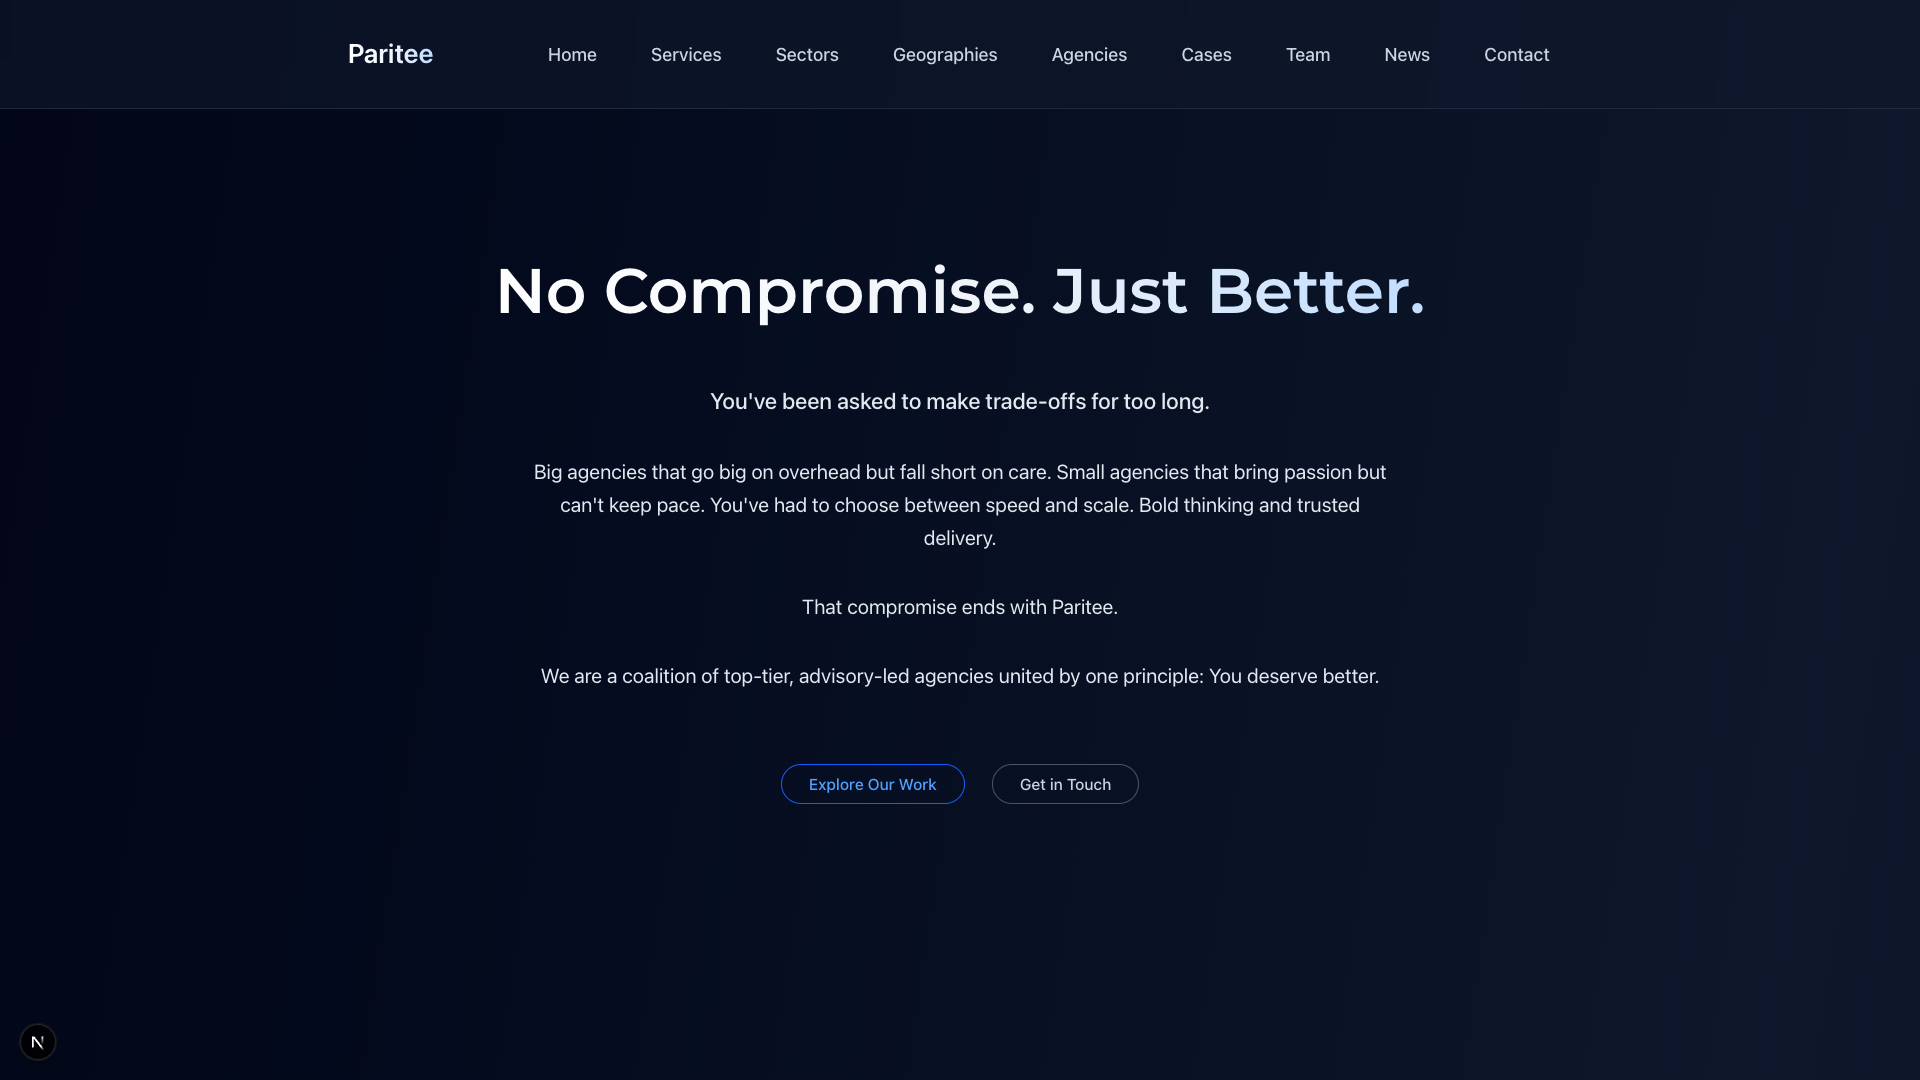 Paritee
Home
Services
Sectors
Geographies
Agencies
Cases
Team
News
Contact
No Compromise. Just Better.
You've been asked to make trade-offs for too long.
Big agencies that go big on overhead but fall short on care. Small agencies that bring passion but
can't keep pace. You've had to choose between speed and scale. Bold thinking and trusted
delivery.
That compromise ends with Paritee.
We are a coalition of top-tier, advisory-led agencies united by one principle: You deserve better.
Explore Our Work
Get in Touch
N